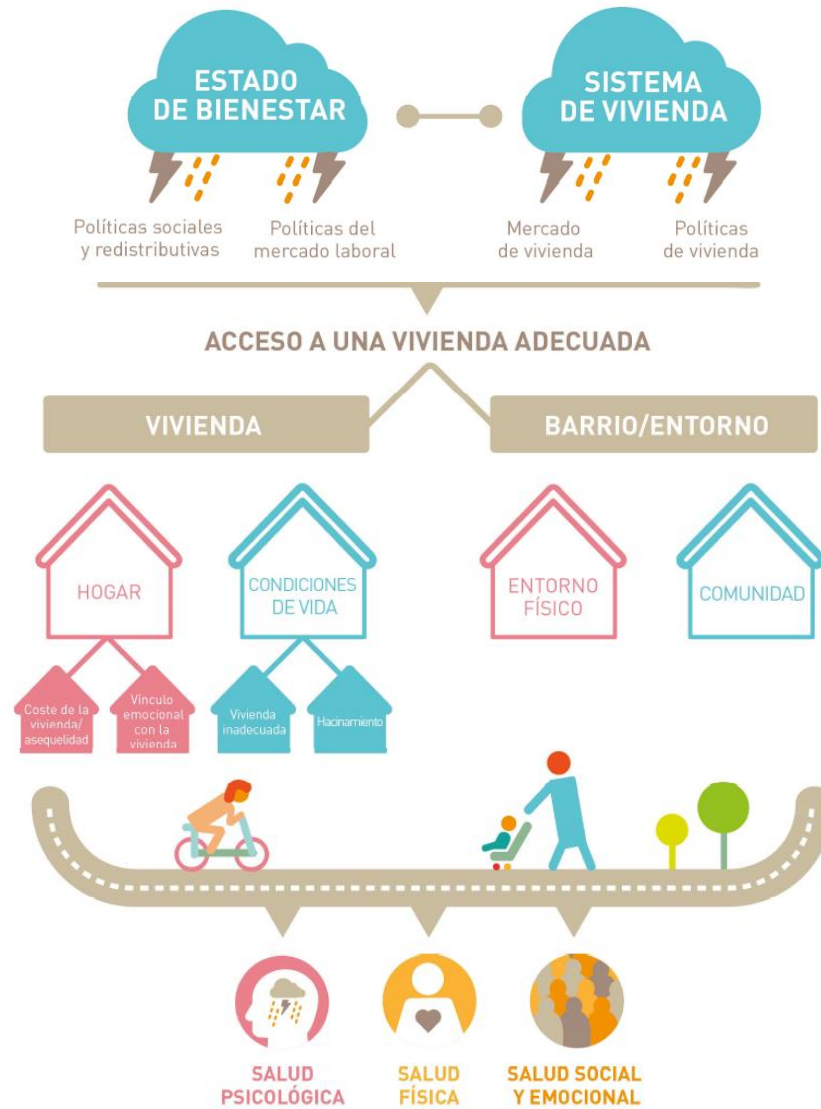 ESTADO
DE BIENESTAR
SISTEMA
DE VIVIENDA
Políticas sociales
y redistributivas
Políticas del
mercado laboral
Mercado
de vivienda
Políticas
de vivienda
ACCESO A UNA VIVIENDA ADECUADA
VIVIENDA
BARRIO/ENTORNO
HOGAR
CONDICIONES
DE VIDA
ENTORNO
FÍSICO
COMUNIDAD
Coste de la
vivienda/
asequelidad
Vínculo
emocional
con la
vivienda
Vivienda
inadecuada
Hacinamiento
SALUD
PSICOLÓGICA
SALUD
FÍSICA
SALUD SOCIAL
Y EMOCIONAL